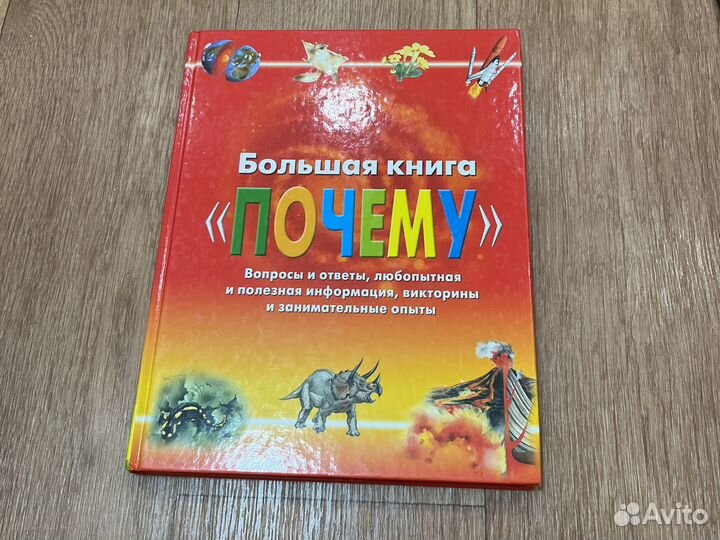 Большая книга
«ПОЧЕМУ»
Вопросы и ответы, любопытная
и полезная информация, викторины
и занимательные опыты
Avito